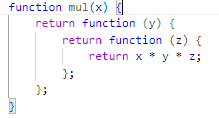 function mul(x) {
    return function (y) {
        return function (z) {
            return x * y * z;
        };
    };
}